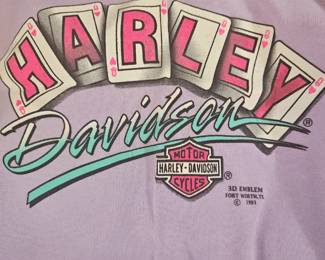 HARLEY
Davidson ®
MOTOR
HARLEY-DAVIDSON
CYCLES ®
3D EMBLEM
FORT WORTH, TX